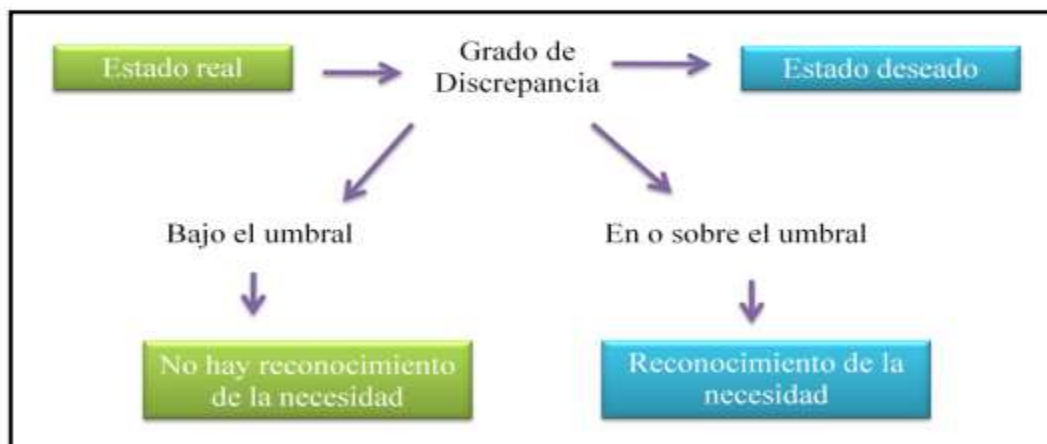 Estado real
Grado de
Discrepancia
Estado deseado
Bajo el umbral
En o sobre el umbral
No hay reconocimiento
de la necesidad
Reconocimiento de la
necesidad